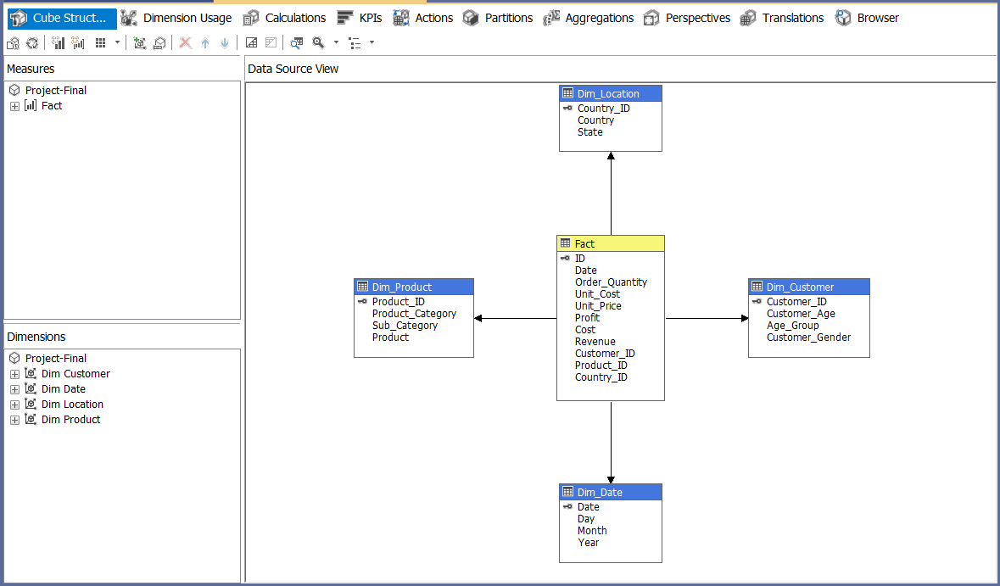 Cube Struct... Dimension Usage Calculations KPIs Actions Partitions Aggregations Perspectives Translations Browser
Measures
Project-Final
Fact
Dimensions
Project-Final
Dim Customer
Dim Date
Dim Location
Dim Product
Data Source View
Dim_Location
Country_ID
Country
State
Dim_Product
Product_ID
Product_Category
Sub_Category
Product
Fact
ID
Date
Order_Quantity
Unit_Cost
Unit_Price
Profit
Cost
Revenue
Customer_ID
Product_ID
Country_ID
Dim_Customer
Customer_ID
Customer_Age
Age_Group
Customer_Gender
Dim_Date
Date
Day
Month
Year